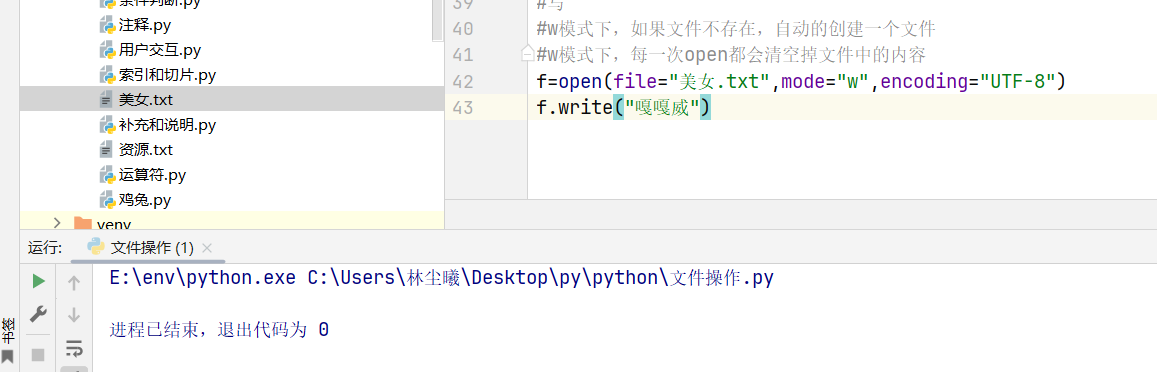 条件判断.py
注释.py
用户交互.py
索引和切片.py
美女.txt
补充和说明.py
资源.txt
运算符.py
鸡兔.py
venv
39 #写
40 #w模式下，如果文件不存在，自动的创建一个文件
41 #w模式下，每一次open都会清空掉文件中的内容
42 f=open(file="美女.txt",mode="w",encoding="UTF-8")
43 f.write("嘎嘎威")
运行: 文件操作 (1)
E:\env\python.exe C:\Users\林尘曦\Desktop\py\python\文件操作.py
进程已结束，退出代码为 0
书签